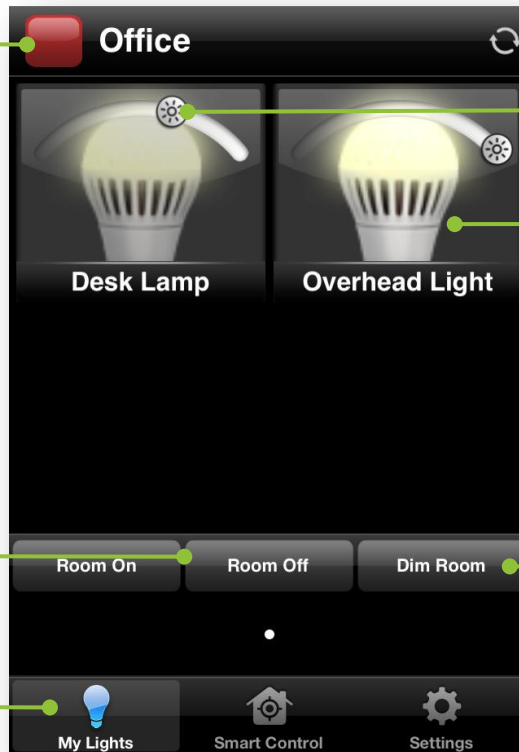 Office
Desk Lamp
Overhead Light
Room On
Room Off
Dim Room
My Lights
Smart Control
Settings